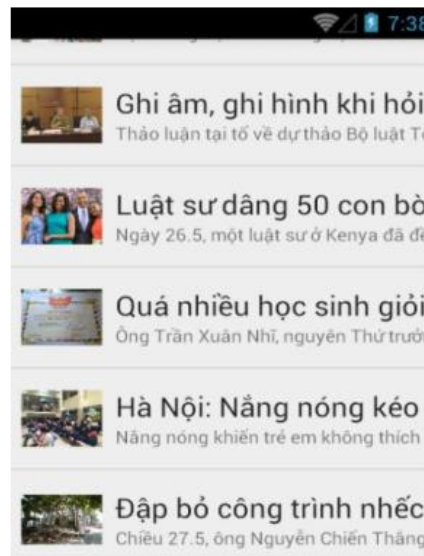 7:38
Ghi âm, ghi hình khi hỏi
Thảo luận tại tổ về dự thảo Bộ luật
Luật sư dâng 50 con bò
Ngày 26.5, một luật sư ở Kenya đã
Quá nhiều học sinh giỏi
Ông Trần Xuân Nhĩ, nguyên Thứ
Hà Nội: Nắng nóng kéo
Nắng nóng khiến trẻ em không thích
Đập bỏ công trình nhếc
Chiều 27.5, ông Nguyễn Chiến Thắng